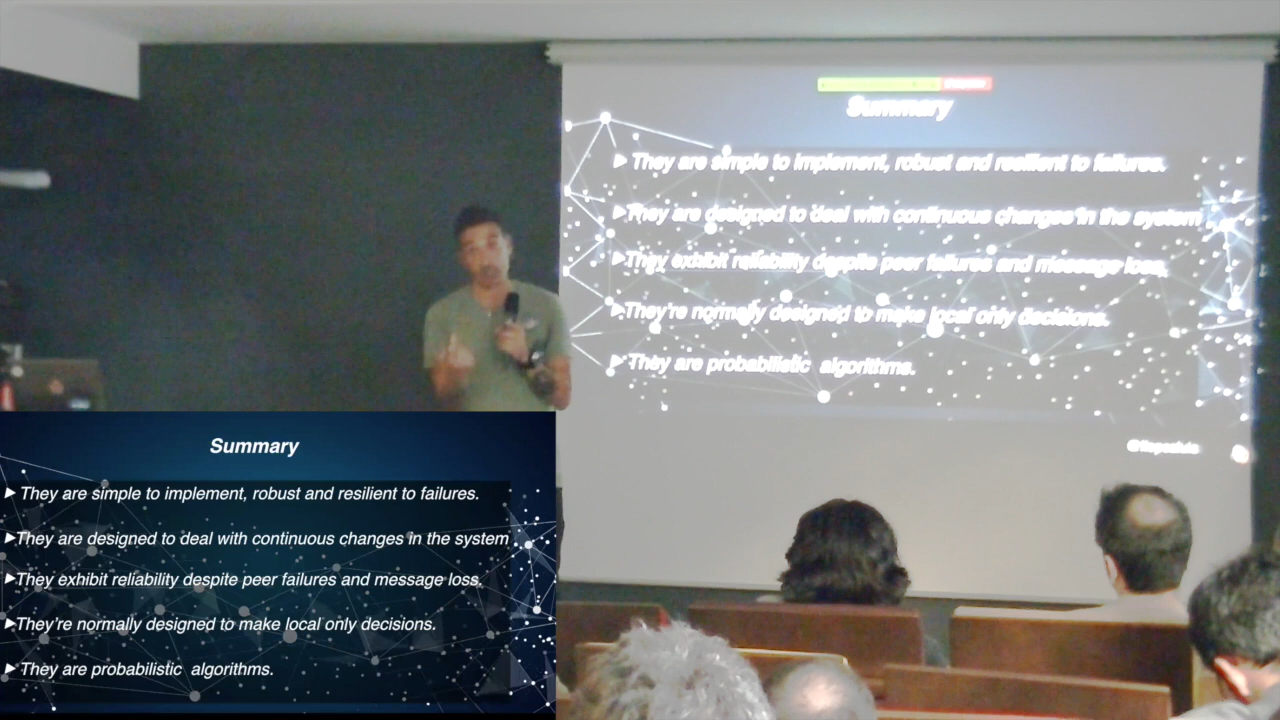 Summary
▶ They are simple to implement, robust and resilient to failures.
▶They are designed to deal with continuous changes in the system
▶They exhibit reliability despite peer failures and message loss.
▶They're normally designed to make local only decisions.
▶ They are probabilistic algorithms.
Summary
▶ They are simple to implement, robust and resilient to failures.
▶They are designed to deal with continuous changes in the system
▶They exhibit reliability despite peer failures and message loss.
▶They're normally designed to make local only decisions.
▶ They are probabilistic algorithms.